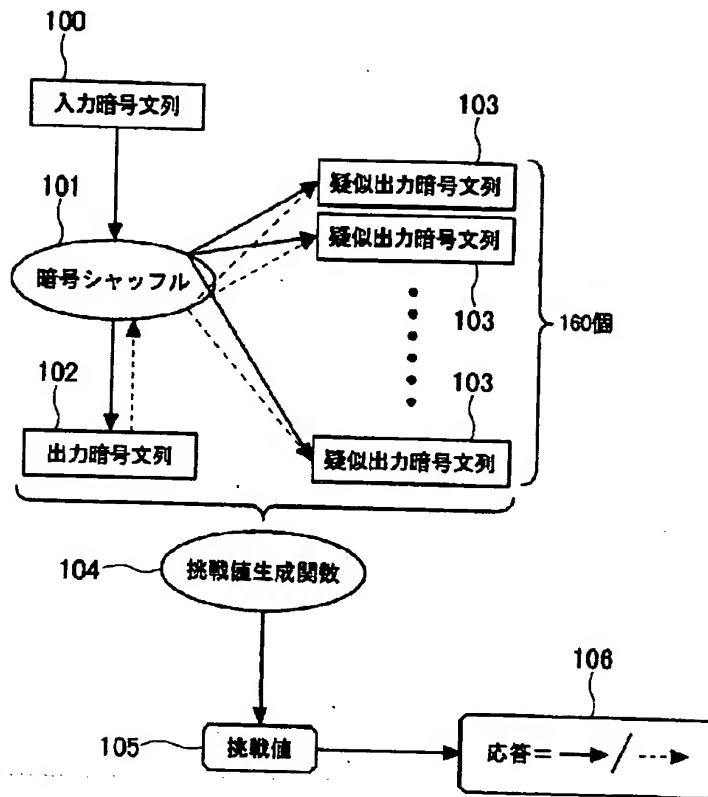 100
入力暗号文列
103
疑似出力暗号文列
101
疑似出力暗号文列
暗号シャッフル
103
160個
102
103
出力暗号文列
疑似出力暗号文列
104
挑戦値生成関数
106
105
挑戦値
応答= /